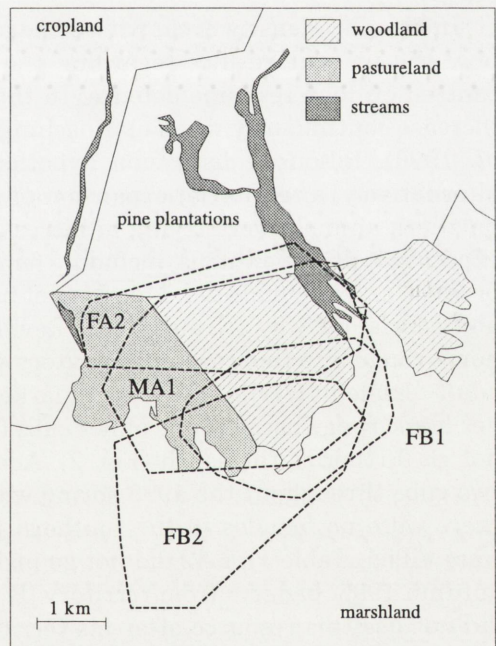 cropland
woodland
pastureland
streams
pine plantations
FA2
MA1
FB1
FB2
1 km
marshland